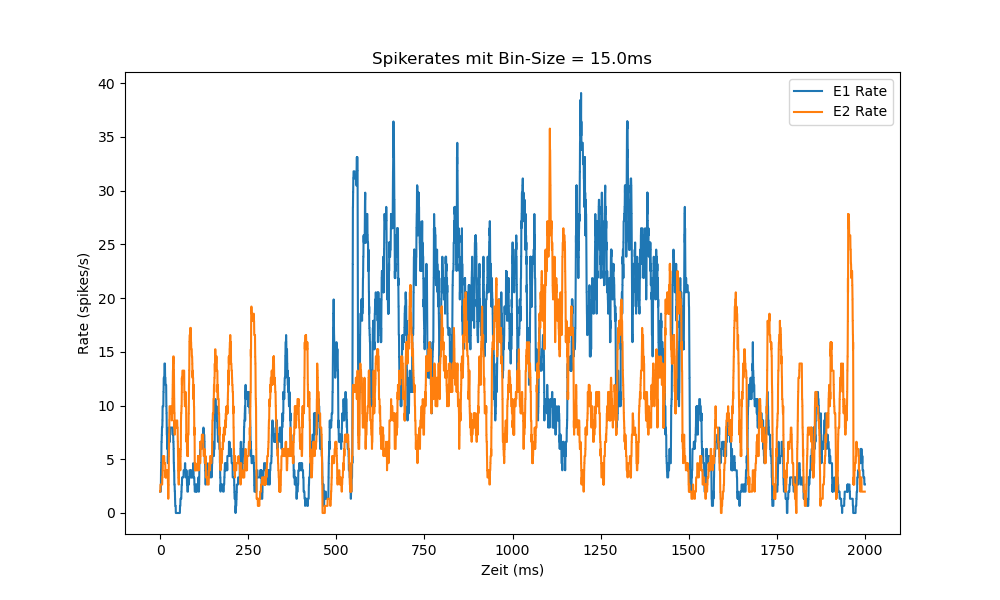 Spikerates mit Bin-Size = 15.0ms
E1 Rate
E2 Rate
40
35
30
25
20
15
10
5
0
Rate (spikes/s)
0 250 500 750 1000 1250 1500 1750 2000
Zeit (ms)